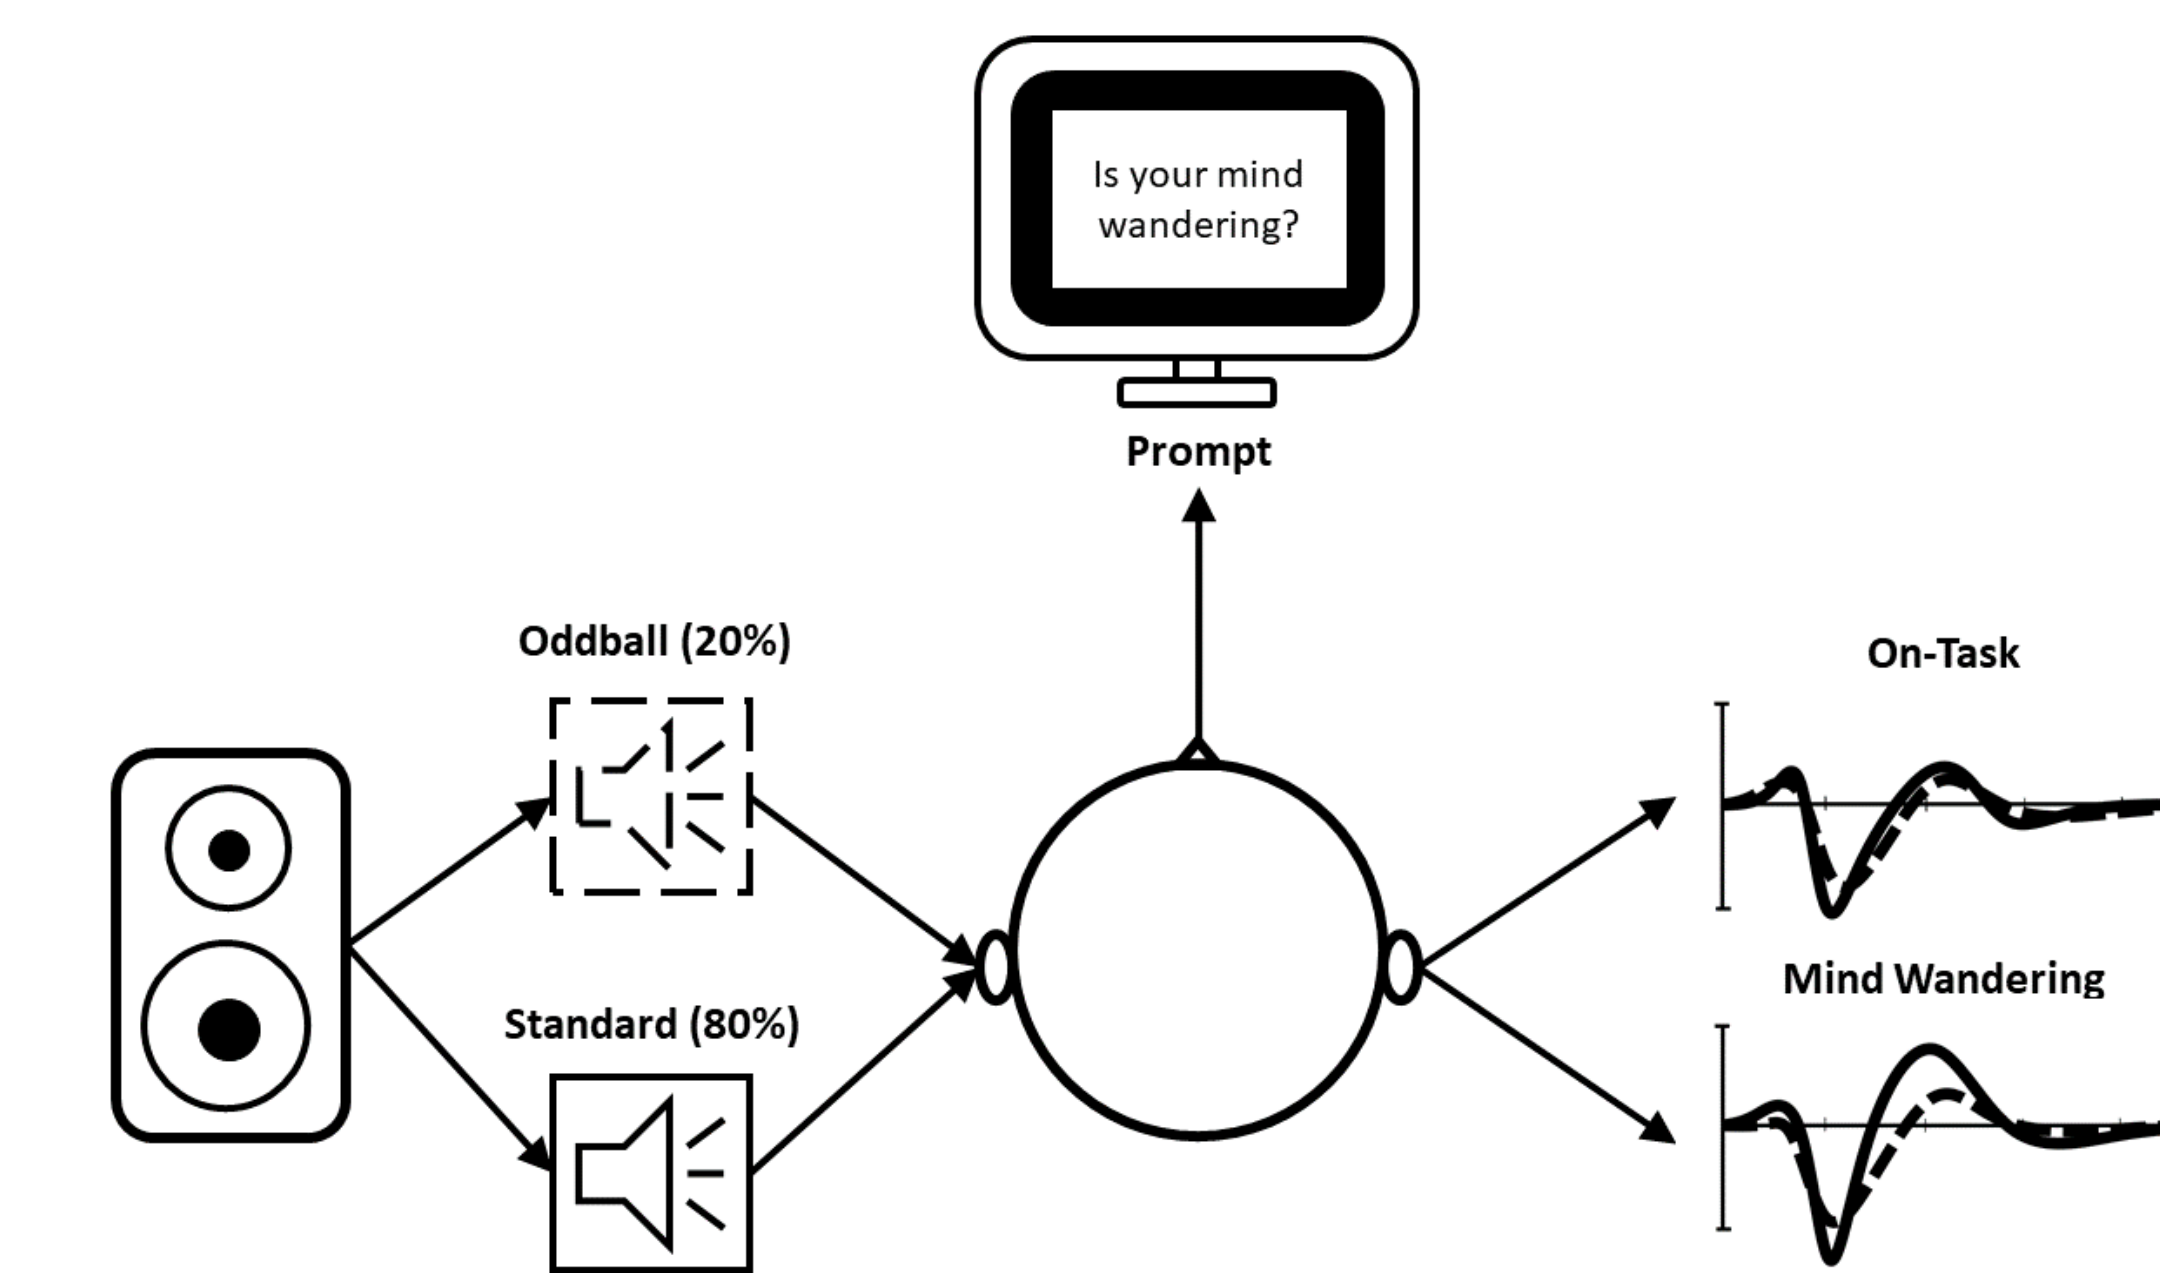 Is your mind
wandering?
Prompt
Oddball (20%)
On-Task
Mind Wandering
Standard (80%)